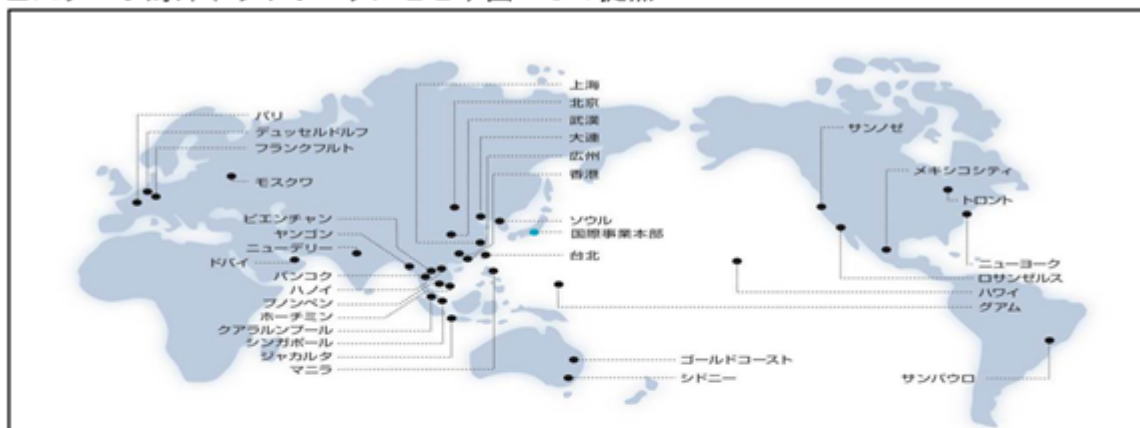 上海
北京
武漢
大連
広州
香港
パリ
デュッセルドルフ
フランクフルト
モスクワ
サンノゼ
メキシコシティ
トロント
ビエンチャン
ヤンゴン
ニューデリー
ドバイ
バンコク
ハノイ
プノンペン
ホーチミン
クアラルンプール
シンガポール
ジャカルタ
マニラ
ソウル
国際事業本部
台北
ニューヨーク
ロサンゼルス
ハワイ
グアム
ゴールドコースト
シドニー
サンパウロ